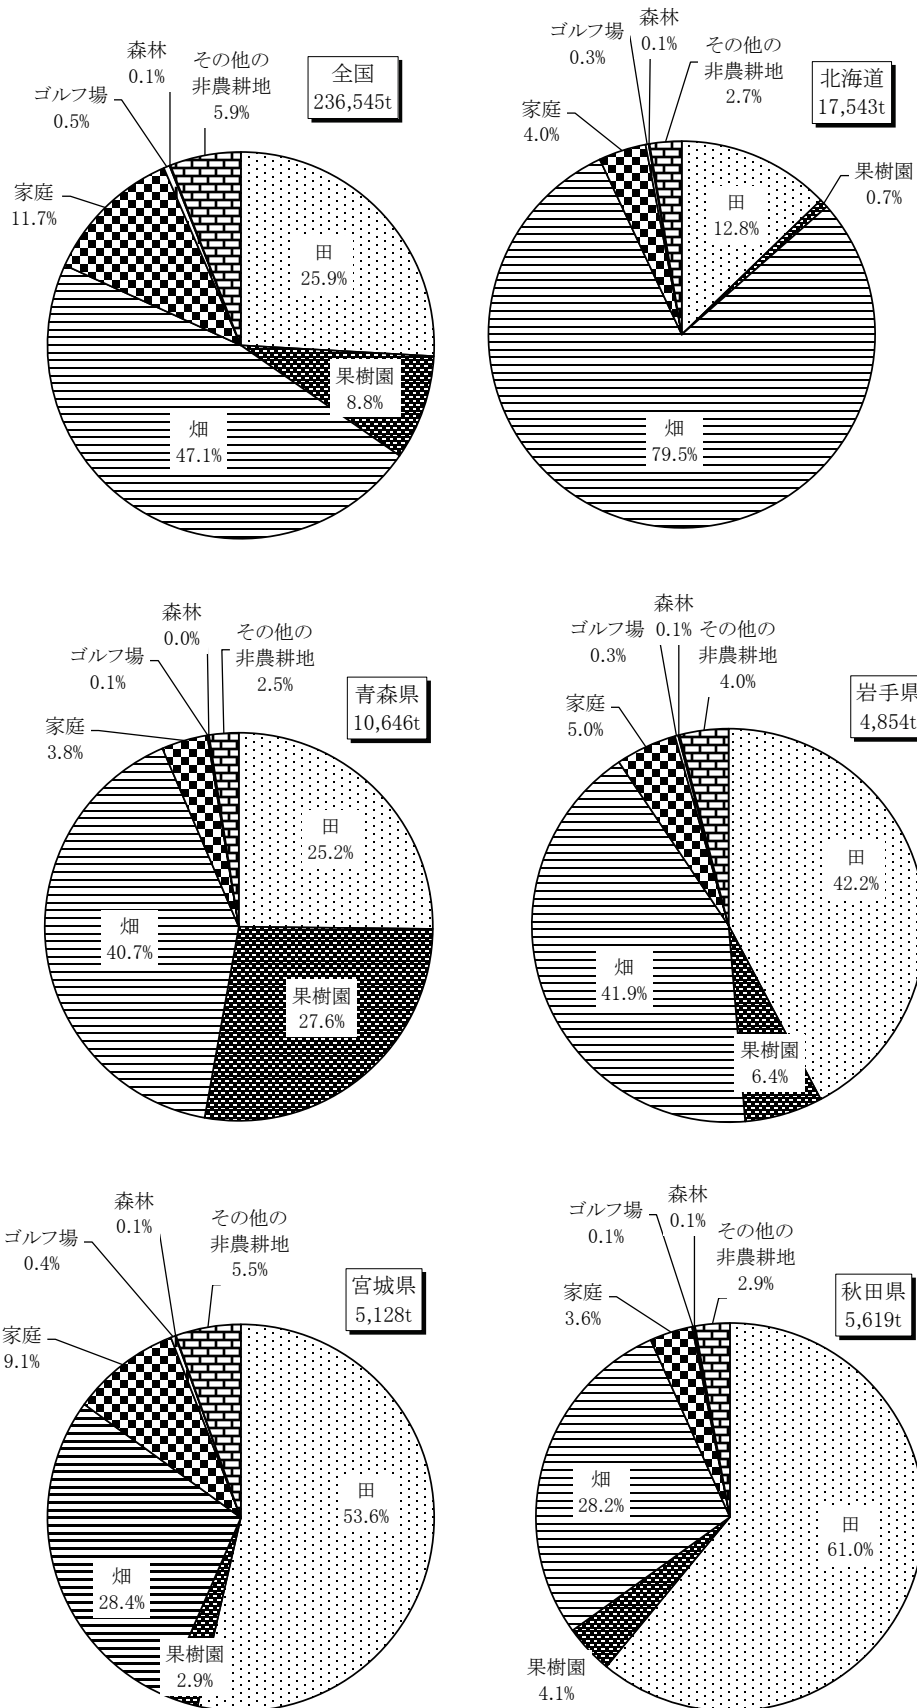 全国
236,545t
森林
0.1%
その他の
非農耕地
5.9%
ゴルフ場
0.5%
家庭
11.7%
田
25.9%
果樹園
8.8%
畑
47.1%
北海道
17,543t
ゴルフ場
0.3%
森林
0.1%
その他の
非農耕地
2.7%
家庭
4.0%
田
12.8%
果樹園
0.7%
畑
79.5%
青森県
10,646t
森林
0.0%
その他の
非農耕地
2.5%
ゴルフ場
0.1%
家庭
3.8%
田
25.2%
畑
40.7%
果樹園
27.6%
岩手県
4,854t
森林
0.1%
その他の
非農耕地
4.0%
ゴルフ場
0.3%
家庭
5.0%
田
42.2%
畑
41.9%
果樹園
6.4%
宮城県
5,128t
森林
0.1%
その他の
非農耕地
5.5%
ゴルフ場
0.4%
家庭
9.1%
田
53.6%
畑
28.4%
果樹園
2.9%
秋田県
5,619t
ゴルフ場
0.1%
森林
0.1%
その他の
非農耕地
2.9%
家庭
3.6%
畑
28.2%
田
61.0%
果樹園
4.1%